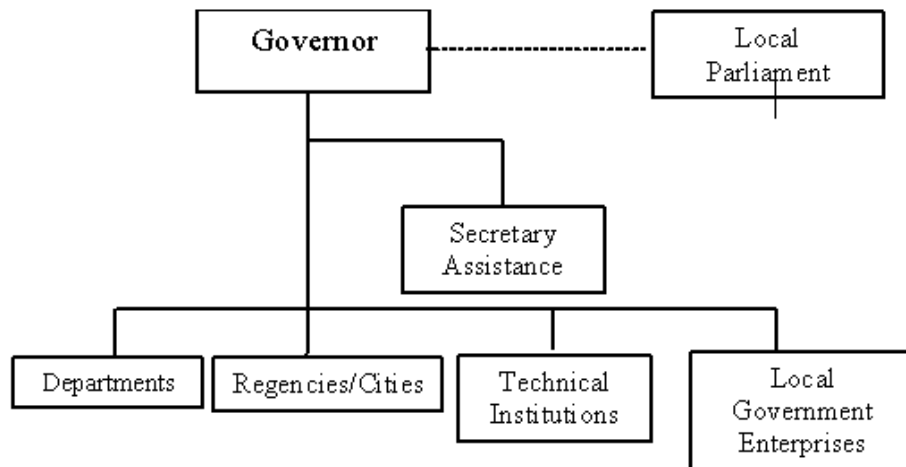 Governor
Local
Parliament
Secretary
Assistance
Departments
Regencies/Cities
Technical
Institutions
Local
Government
Enterprises